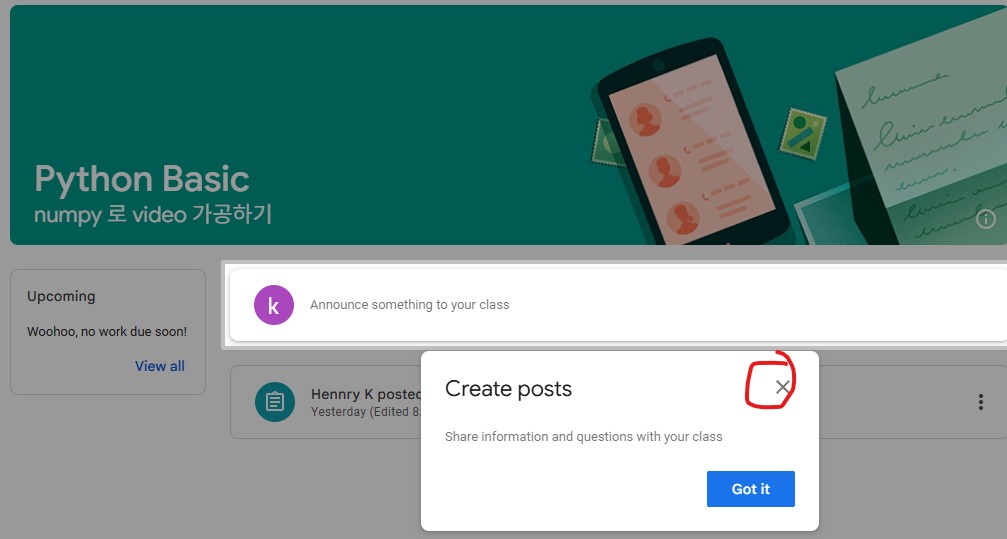 Python Basic
numpy 로 video 가공하기
Upcoming
Woohoo, no work due soon!
View all
k
Announce something to your class
Hennry K posted
Yesterday (Edited 8:
Create posts
Share information and questions with your class
Got it